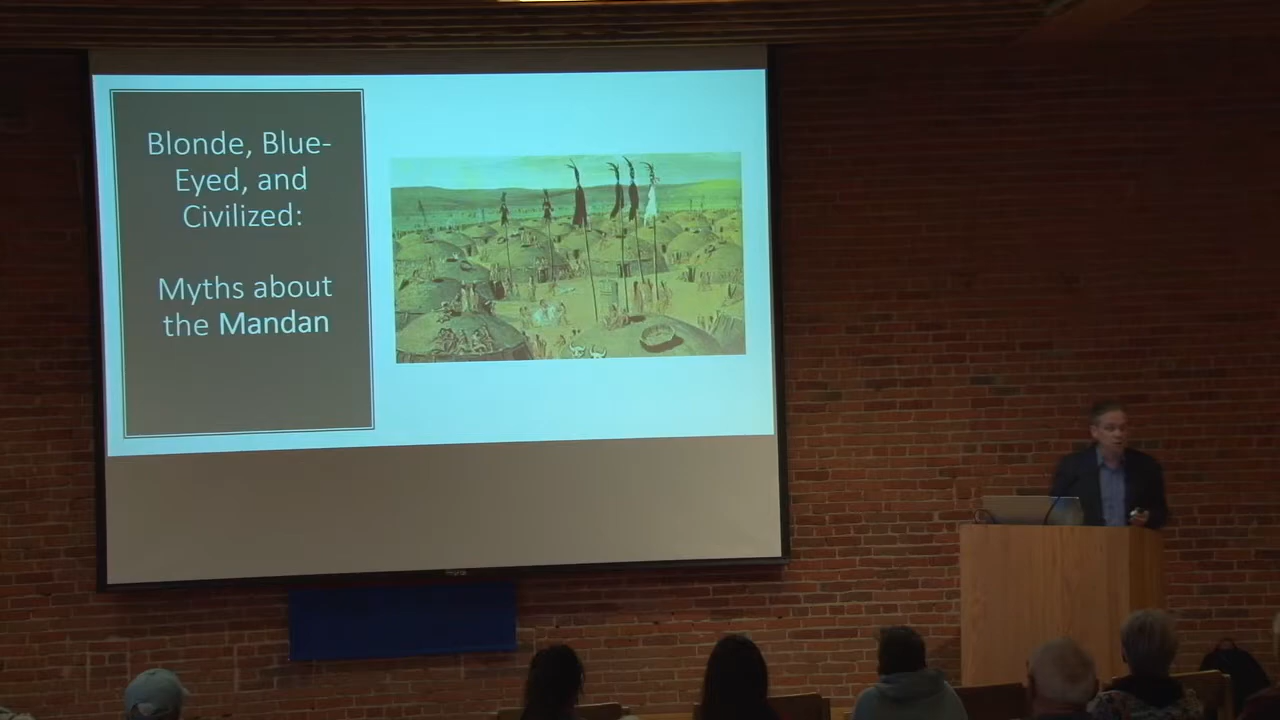 Blonde, Blue-
Eyed, and
Civilized:
Myths about
the Mandan